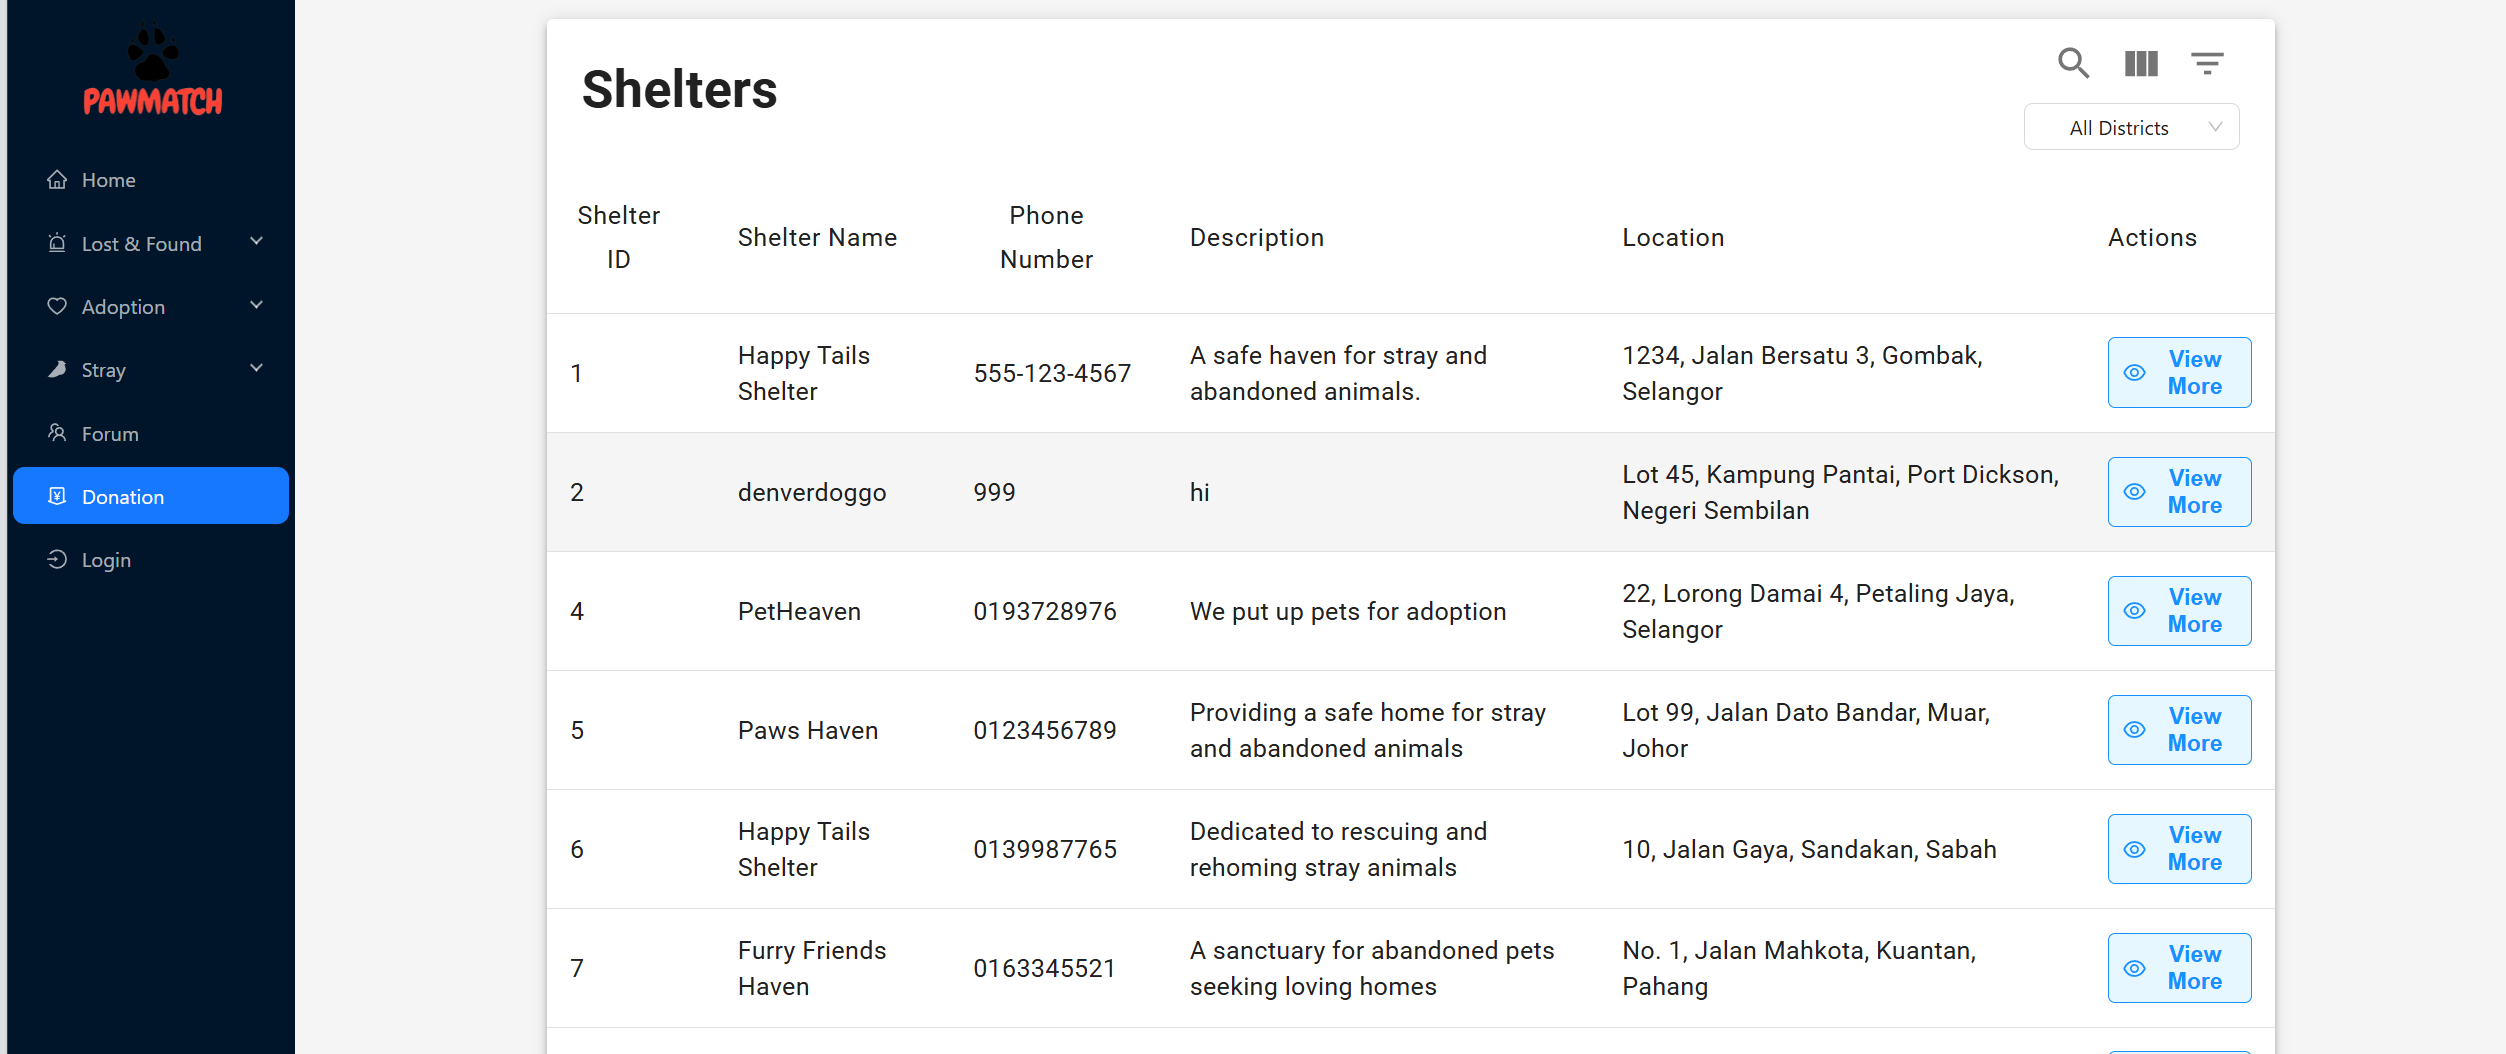 PAWMATCH
Home
Lost & Found
Adoption
Stray
Forum
Donation
Login
Shelters
All Districts
Shelter
ID
Shelter Name
Phone
Number
Description
Location
Actions
1
Happy Tails
Shelter
555-123-4567
A safe haven for stray and
abandoned animals.
1234, Jalan Bersatu 3, Gombak,
Selangor
View
More
2
denverdoggo
999
hi
Lot 45, Kampung Pantai, Port Dickson,
Negeri Sembilan
View
More
4
PetHeaven
0193728976
We put up pets for adoption
22, Lorong Damai 4, Petaling Jaya,
Selangor
View
More
5
Paws Haven
0123456789
Providing a safe home for stray
and abandoned animals
Lot 99, Jalan Dato Bandar, Muar,
Johor
View
More
6
Happy Tails
Shelter
0139987765
Dedicated to rescuing and
rehoming stray animals
10, Jalan Gaya, Sandakan, Sabah
View
More
7
Furry Friends
Haven
0163345521
A sanctuary for abandoned pets
seeking loving homes
No. 1, Jalan Mahkota, Kuantan,
Pahang
View
More